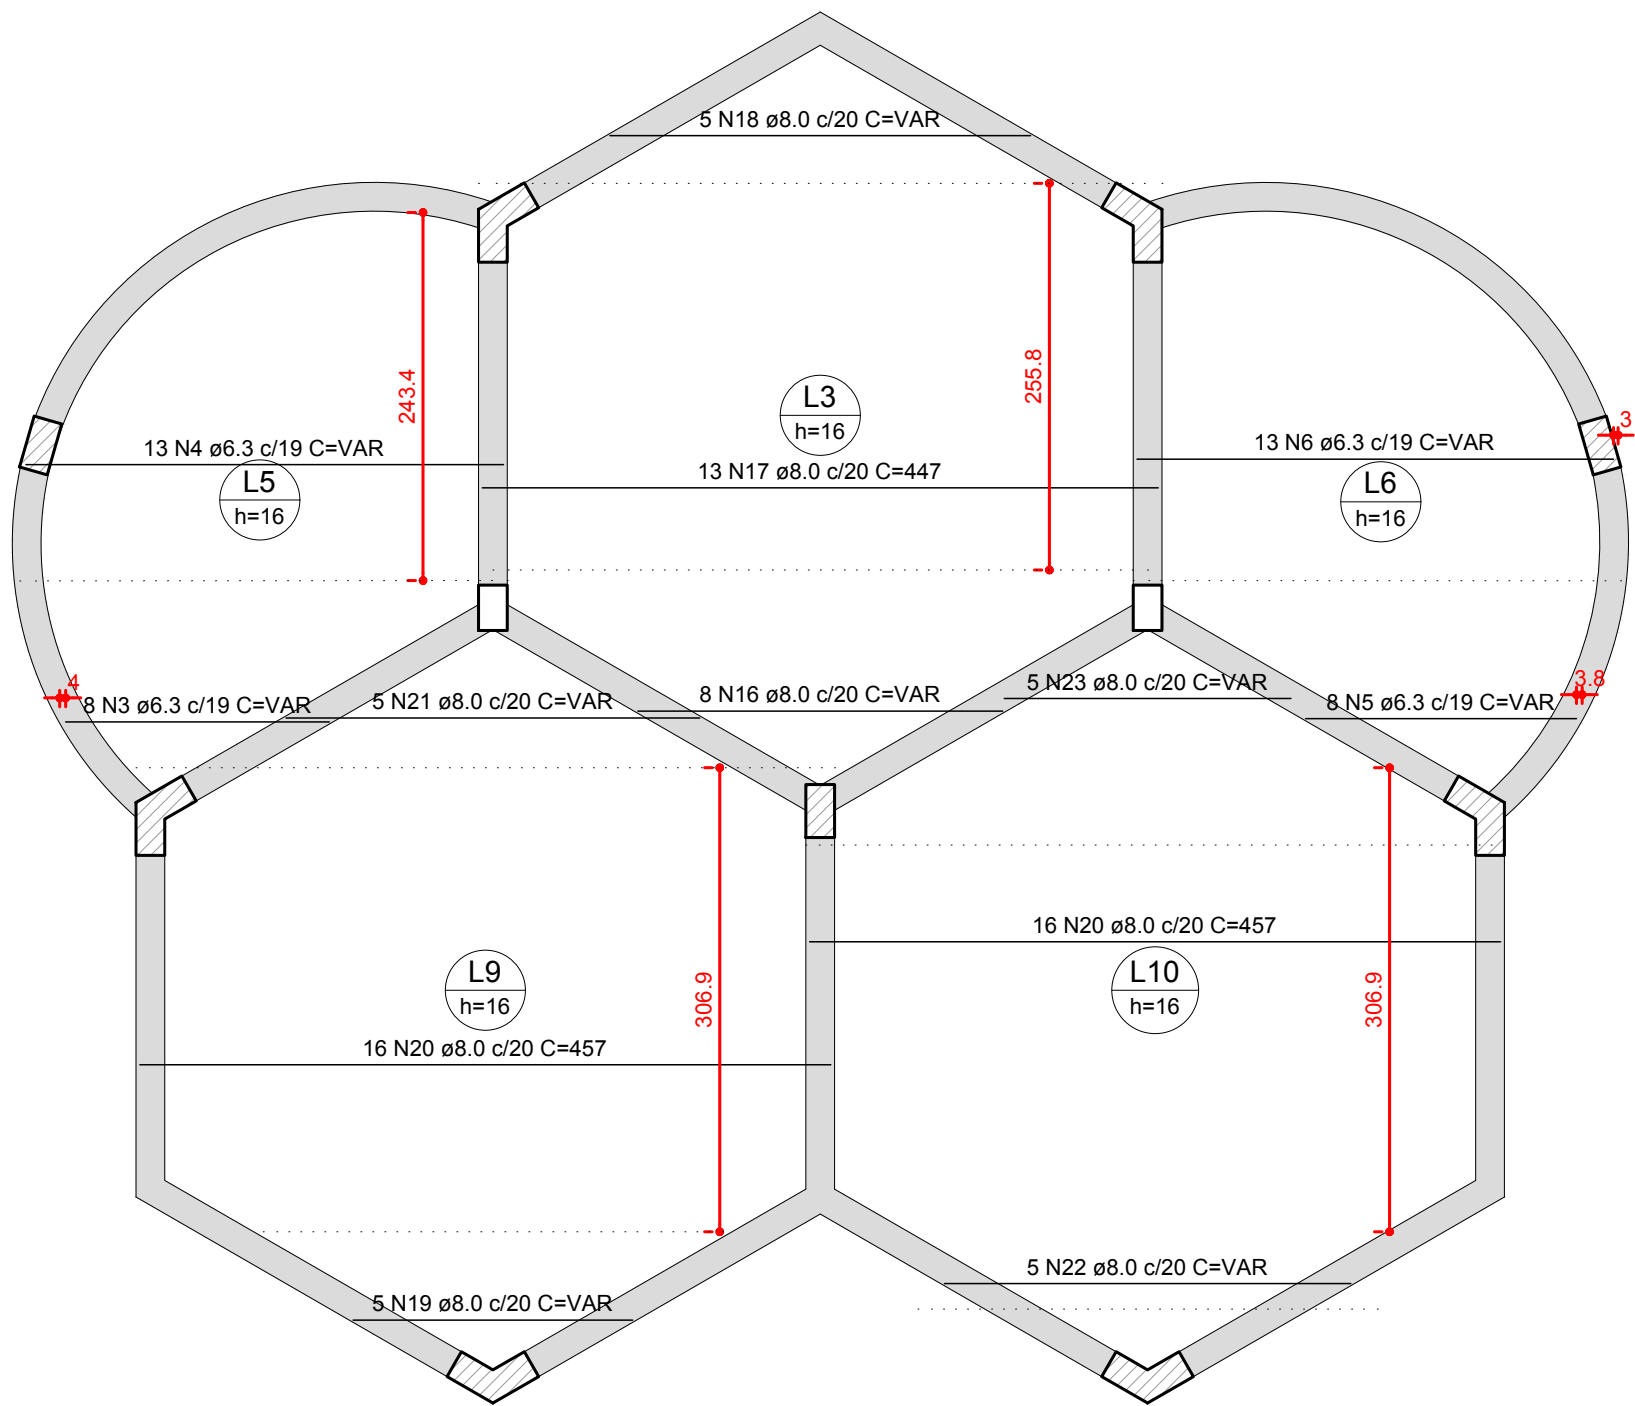 5 N18 ø8.0 c/20 C=VAR
243.4
255.8
L3
h=16
3
13 N4 ø6.3 c/19 C=VAR
13 N6 ø6.3 c/19 C=VAR
13 N17 ø8.0 c/20 C=447
L5
h=16
L6
h=16
4
8 N3 ø6.3 c/19 C=VAR
5 N21 ø8.0 c/20 C=VAR
8 N16 ø8.0 c/20 C=VAR
5 N23 ø8.0 c/20 C=VAR
3.8
8 N5 ø6.3 c/19 C=VAR
16 N20 ø8.0 c/20 C=457
L9
h=16
306.9
L10
h=16
306.9
16 N20 ø8.0 c/20 C=457
5 N22 ø8.0 c/20 C=VAR
5 N19 ø8.0 c/20 C=VAR